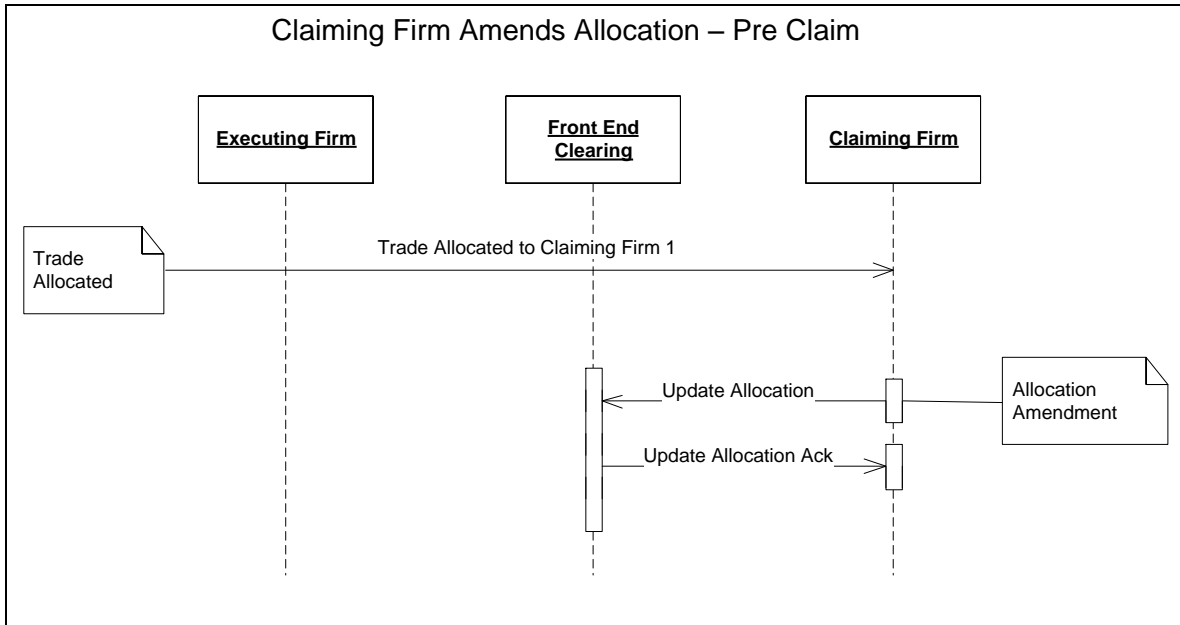 Claiming Firm Amends Allocation – Pre Claim
Executing Firm
Front End
Clearing
Claiming Firm
Trade
Allocated
Trade Allocated to Claiming Firm 1
Update Allocation
Allocation
Amendment
Update Allocation Ack